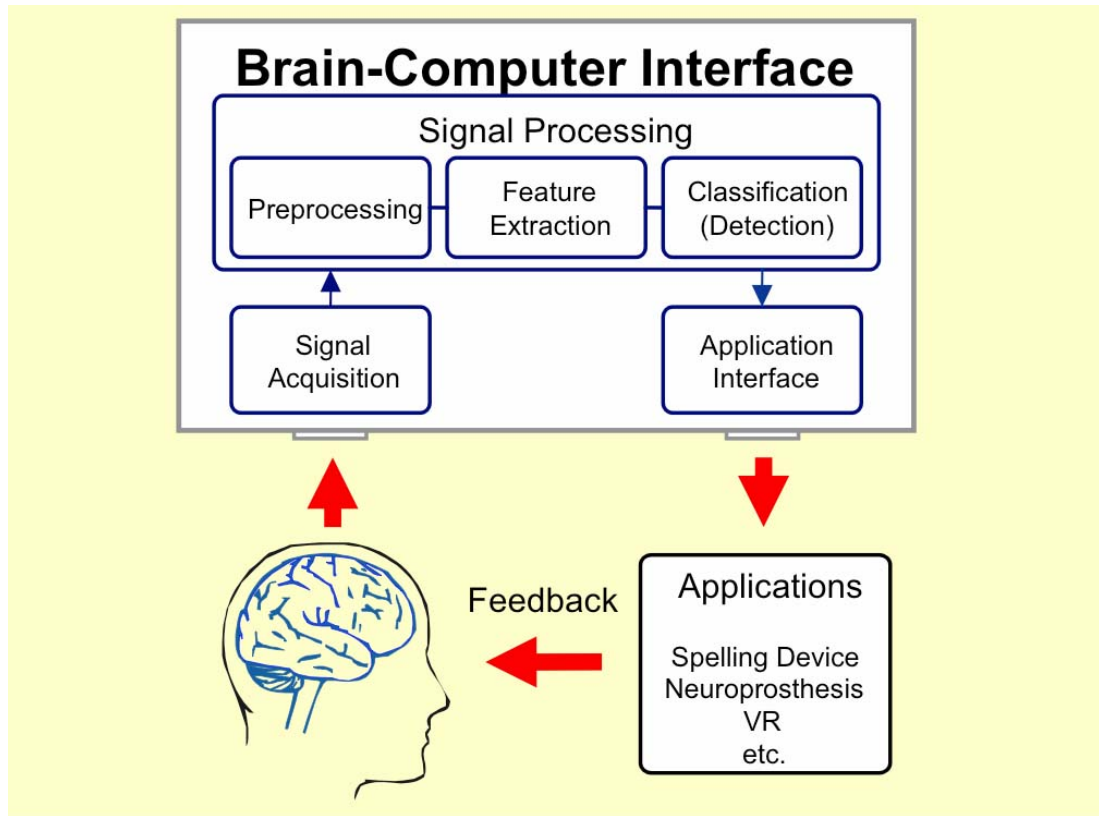 Brain-Computer Interface
Signal Processing
Preprocessing
Feature
Extraction
Classification
(Detection)
Signal
Acquisition
Application
Interface
Feedback
Applications
Spelling Device
Neuroprosthesis
VR
etc.